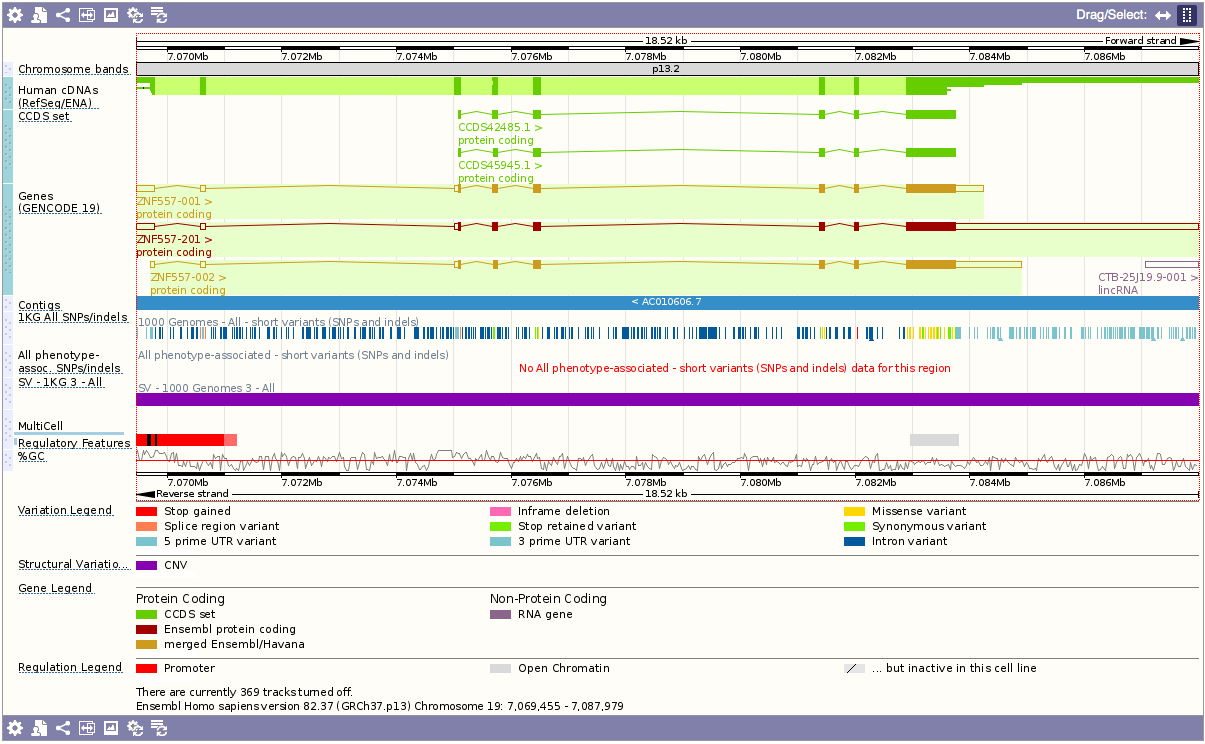 Drag/Select:
18.52 kb Forward strand
7.070Mb 7.072Mb 7.074Mb 7.076Mb 7.078Mb 7.080Mb 7.082Mb 7.084Mb 7.086Mb
Chromosome bands p13.2
Human cDNAs
(RefSeq/ENA)
CCDS set
CCDS42485.1 >
protein coding
CCDS45945.1 >
protein coding
Genes
(GENCODE 19)
ZNF557-001 >
protein coding
ZNF557-201 >
protein coding
ZNF557-002 > CTB-25J19.9-001 >
protein coding lincRNA
Contigs < AC010606.7
1KG All SNPs/indels 1000 Genomes - All - short variants (SNPs and indels)
All phenotype-
assoc. SNPs/indels
All phenotype-associated - short variants (SNPs and indels)
No All phenotype-associated - short variants (SNPs and indels) data for this region
SV - 1KG 3 - All SV - 1000 Genomes 3 - All
MultiCell
Regulatory Features
%GC
7.070Mb 7.072Mb 7.074Mb 7.076Mb 7.078Mb 7.080Mb 7.082Mb 7.084Mb 7.086Mb
Reverse strand 18.52 kb
Variation Legend Stop gained Inframe deletion Missense variant
Splice region variant Stop retained variant Synonymous variant
5 prime UTR variant 3 prime UTR variant Intron variant
Structural Variatio... CNV
Gene Legend
Protein Coding Non-Protein Coding
CCDS set RNA gene
Ensembl protein coding
merged Ensembl/Havana
Regulation Legend Promoter Open Chromatin ... but inactive in this cell line
There are currently 369 tracks turned off.
Ensembl Homo sapiens version 82.37 (GRCh37.p13) Chromosome 19: 7,069,455 - 7,087,979